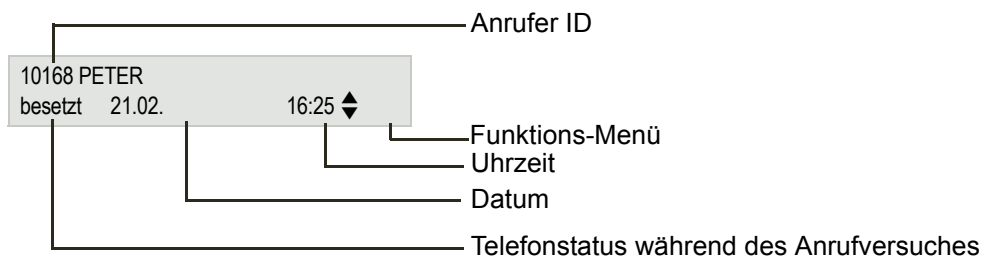 Anrufer ID
10168 PETER
besetzt 21.02. 16:25
Funktions-Menü
Uhrzeit
Datum
Telefonstatus während des Anrufversuches